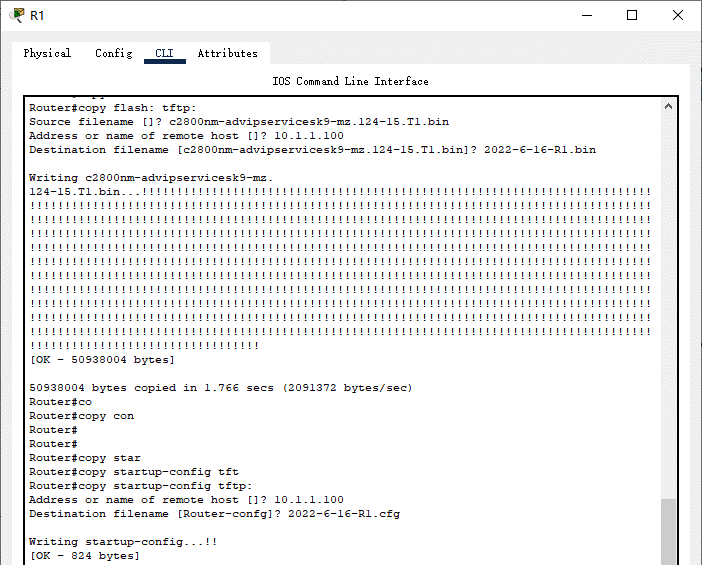 R1
Physical Config CLI Attributes
IOS Command Line Interface
Router#copy flash: tftp:
Source filename []? c2800nm-advipservicesk9-mz.124-15.T1.bin
Address or name of remote host []? 10.1.1.100
Destination filename [c2800nm-advipservicesk9-mz.124-15.T1.bin]? 2022-6-16-R1.bin
Writing c2800nm-advipservicesk9-mz.
124-15.T1.bin...!!!!!!!!!!!!!!!!!!!!!!!!!!!!!!!!!!!!!!!!!!!!!!!!!!!!!!!!!!!!!!!!!!!!!!!!!
!!!!!!!!!!!!!!!!!!!!!!!!!!!!!!!!!!!!!!!!!!!!!!!!!!!!!!!!!!!!!!!!!!!!!!!!!!!!!!!!!!!!!!!!!
!!!!!!!!!!!!!!!!!!!!!!!!!!!!!!!!!!!!!!!!!!!!!!!!!!!!!!!!!!!!!!!!!!!!!!!!!!!!!!!!!!!!!!!!!
!!!!!!!!!!!!!!!!!!!!!!!!!!!!!!!!!!!!!!!!!!!!!!!!!!!!!!!!!!!!!!!!!!!!!!!!!!!!!!!!!!!!!!!!!
!!!!!!!!!!!!!!!!!!!!!!!!!!!!!!!!!!!!!!!!!!!!!!!!!!!!!!!!!!!!!!!!!!!!!!!!!!!!!!!!!!!!!!!!!
!!!!!!!!!!!!!!!!!!!!!!!!!!!!!!!!!!!!!!!!!!!!!!!!!!!!!!!!!!!!!!!!!!!!!!!!!!!!!!!!!!!!!!!!!
!!!!!!!!!!!!!!!!!!!!!!!!!!!!!!!!!!!!!!!!!!!!!!!!!!!!!!!!!!!!!!!!!!!!!!!!!!!!!!!!!!!!!!!!!
!!!!!!!!!!!!!!!!!!!!!!!!!!!!!!!!!!!!!!!!!!!!!!!!!!!!!!!!!!!!!!!!!!!!!!!!!!!!!!!!!!!!!!!!!
!!!!!!!!!!!!!!!!!!!!!!!!!!!!!!!!!!!!!!!!!!!!!!!!!!!!!!!!!!!!!!!!!!!!!!!!!!!!!!!!!!!!!!!!!
!!!!!!!!!!!!!!!!!!!!!!!!!!!!!!!!!!!!!!!!!!!!!!!!!!!!!!!!!!!!!!!!!!!!!!!!!!!!!!!!!!!!!!!!!
!!!!!!!!!!!!!!!!!!!!!!!!!!!!!!!!!!!!!!!!!!!!!!!!!!!!!!!!!!!!!!!!!!!!!!!!!!!!!!!!!!!!!!!!!
!!!!!!!!!!!!!!!!!!!!!!!!!!!!!!!!!
[OK - 50938004 bytes]
50938004 bytes copied in 1.766 secs (2091372 bytes/sec)
Router#co
Router#copy con
Router#
Router#
Router#copy star
Router#copy startup-config tft
Router#copy startup-config tftp:
Address or name of remote host []? 10.1.1.100
Destination filename [Router-confg]? 2022-6-16-R1.cfg
Writing startup-config...!!
[OK - 824 bytes]